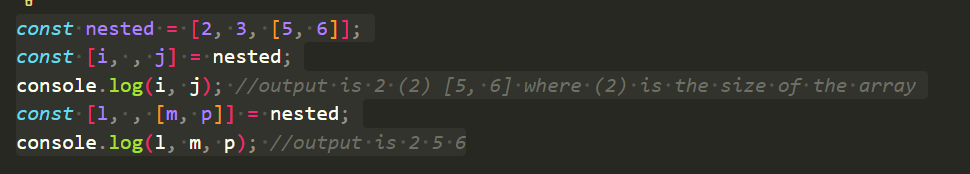 const nested = [2, 3, [5, 6]];
const [i, , j] = nested;
console.log(i, j); //output is 2 (2) [5, 6] where (2) is the size of the array
const [l, , [m, p]] = nested;
console.log(l, m, p); //output is 2 5 6